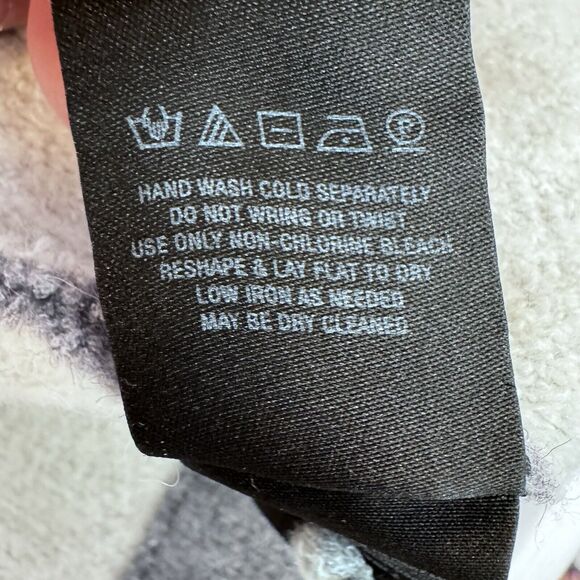 P
HAND WASH COLD SEPARATELY
DO NOT WRING OR TWIST
USE ONLY NON-CHLORINE BLEACH
RESHAPE & LAY FLAT TO DRY
LOW IRON AS NEEDED
MAY BE DRY CLEANED